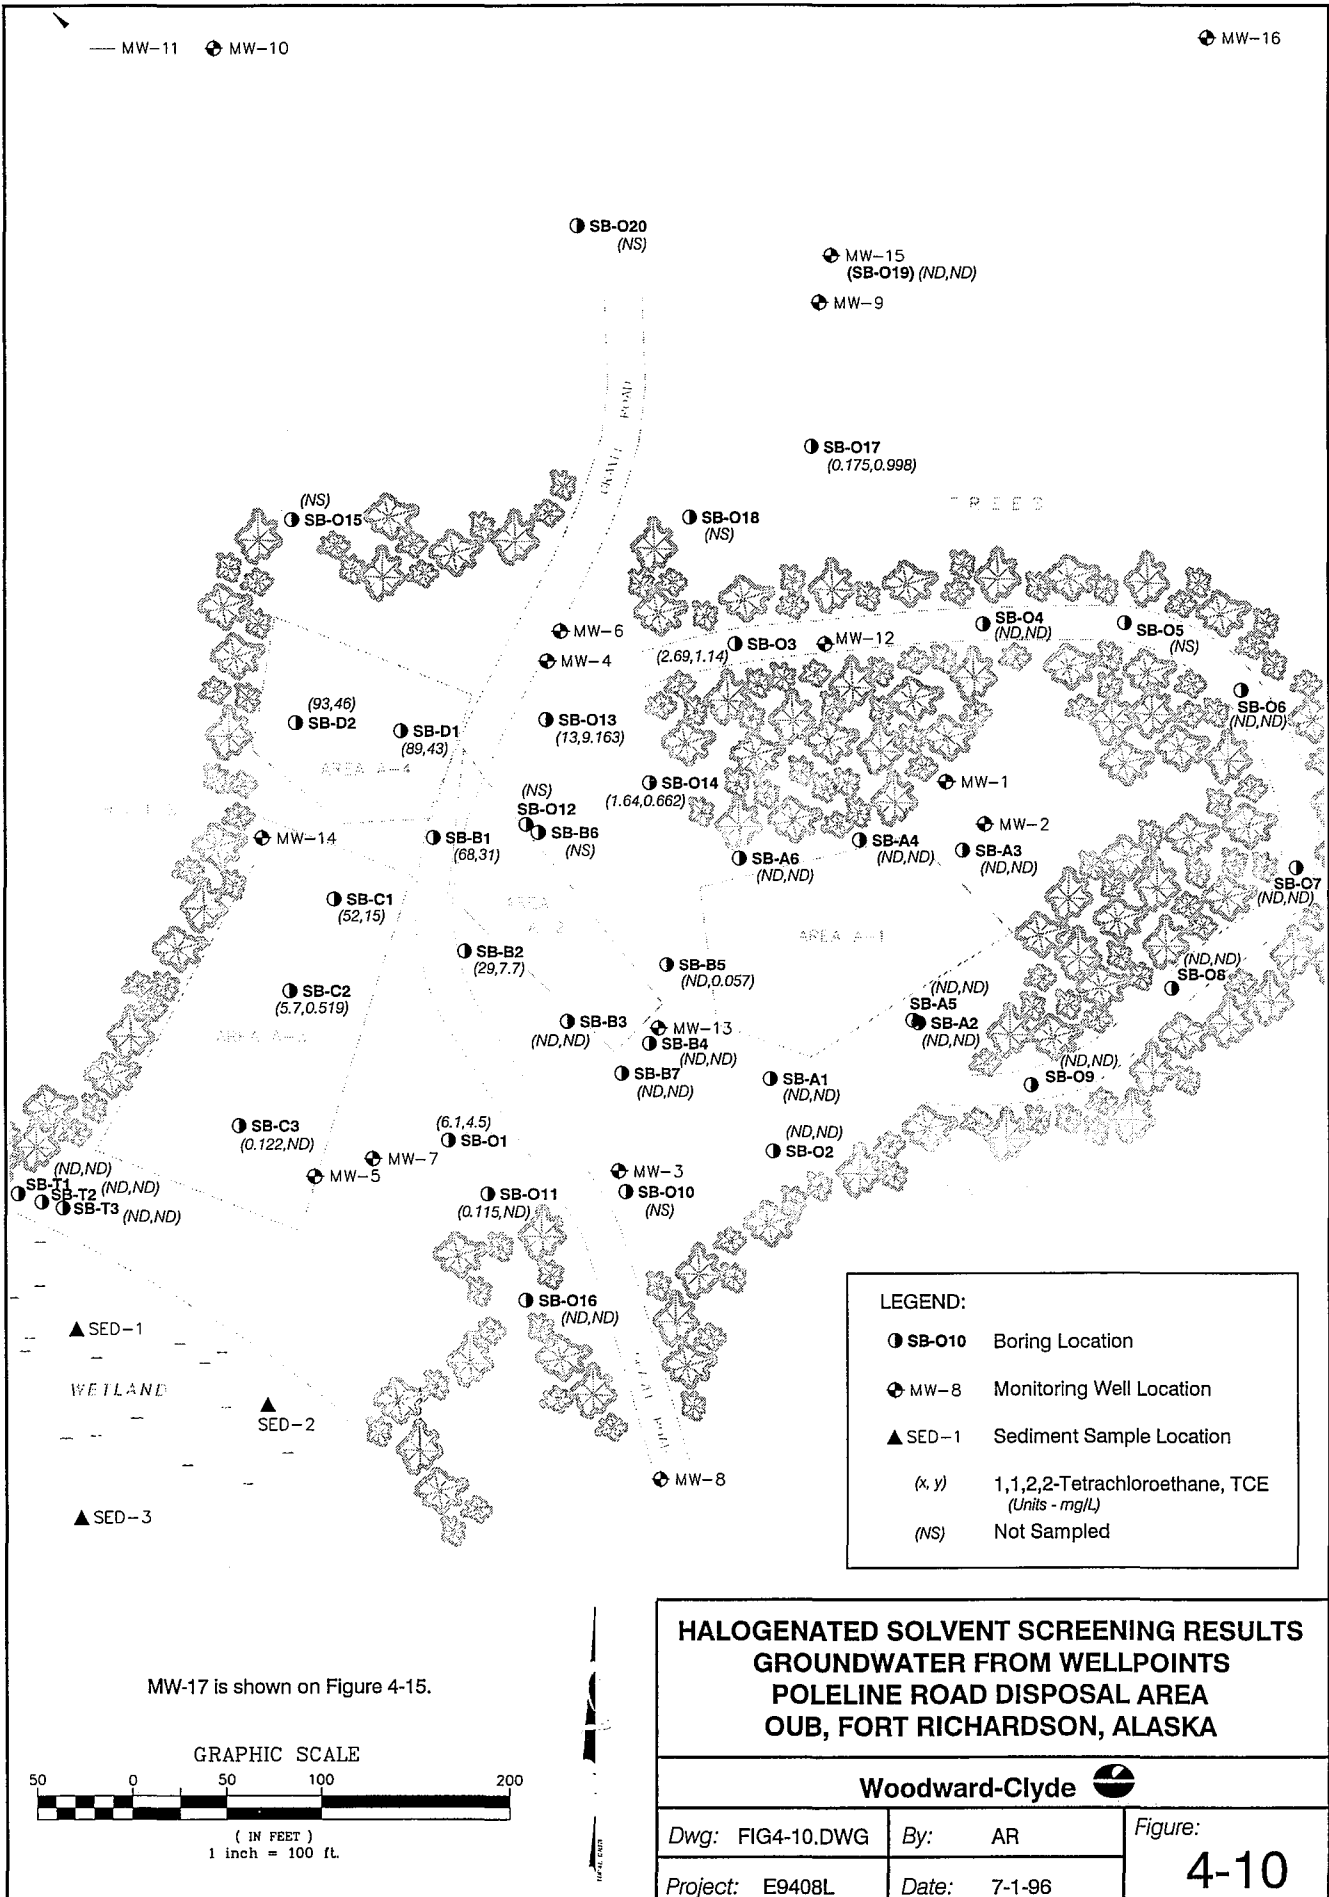 MW-11
MW-10
MW-16
SB-O20
(NS)
MW-15
(SB-O19) (ND,ND)
MW-9
GRAVEL ROAD
SB-O17
(0.175,0.998)
TREES
(NS)
SB-O15
SB-O18
(NS)
MW-6
MW-4
(2.69,1.14)
SB-O3
MW-12
SB-O4
(ND,ND)
SB-O5
(NS)
SB-O6
(ND,ND)
(93,46)
SB-D2
SB-D1
(89,43)
SB-O13
(13,9.163)
AREA A-4
SB-O14
(1.64,0.662)
MW-1
(NS)
SB-O12
SB-B6
(NS)
MW-2
MW-14
SB-B1
(68,31)
SB-A6
(ND,ND)
SB-A4
(ND,ND)
SB-A3
(ND,ND)
SB-O7
(ND,ND)
SB-C1
(52,15)
AREA
A-2
AREA A-1
SB-B2
(29,7.7)
SB-B5
(ND,0.057)
(ND,ND)
SB-O8
SB-C2
(5.7,0.519)
(ND,ND)
SB-A5
SB-A2
(ND,ND)
AREA A-3
SB-B3
(ND,ND)
MW-13
SB-B4
(ND,ND)
SB-B7
(ND,ND)
SB-A1
(ND,ND)
(ND,ND)
SB-O9
SB-C3
(0.122,ND)
(6.1,4.5)
SB-O1
(ND,ND)
SB-O2
MW-7
MW-5
MW-3
SB-O10
(NS)
(ND,ND)
SB-T1
SB-T2 (ND,ND)
SB-T3 (ND,ND)
SB-O11
(0.115,ND)
SB-O16
(ND,ND)
SED-1
WETLAND
SED-2
SED-3
MW-8
LEGEND:
SB-O10 Boring Location
MW-8 Monitoring Well Location
SED-1 Sediment Sample Location
(x, y) 1,1,2,2-Tetrachloroethane, TCE
(Units - mg/L)
(NS) Not Sampled
MW-17 is shown on Figure 4-15.
GRAPHIC SCALE
50 0 50 100 200
( IN FEET )
1 inch = 100 ft.
HALOGENATED SOLVENT SCREENING RESULTS
GROUNDWATER FROM WELLPOINTS
POLELINE ROAD DISPOSAL AREA
OUB, FORT RICHARDSON, ALASKA
Woodward-Clyde
Dwg: FIG4-10.DWG
By: AR
Figure:
4-10
Project: E9408L
Date: 7-1-96